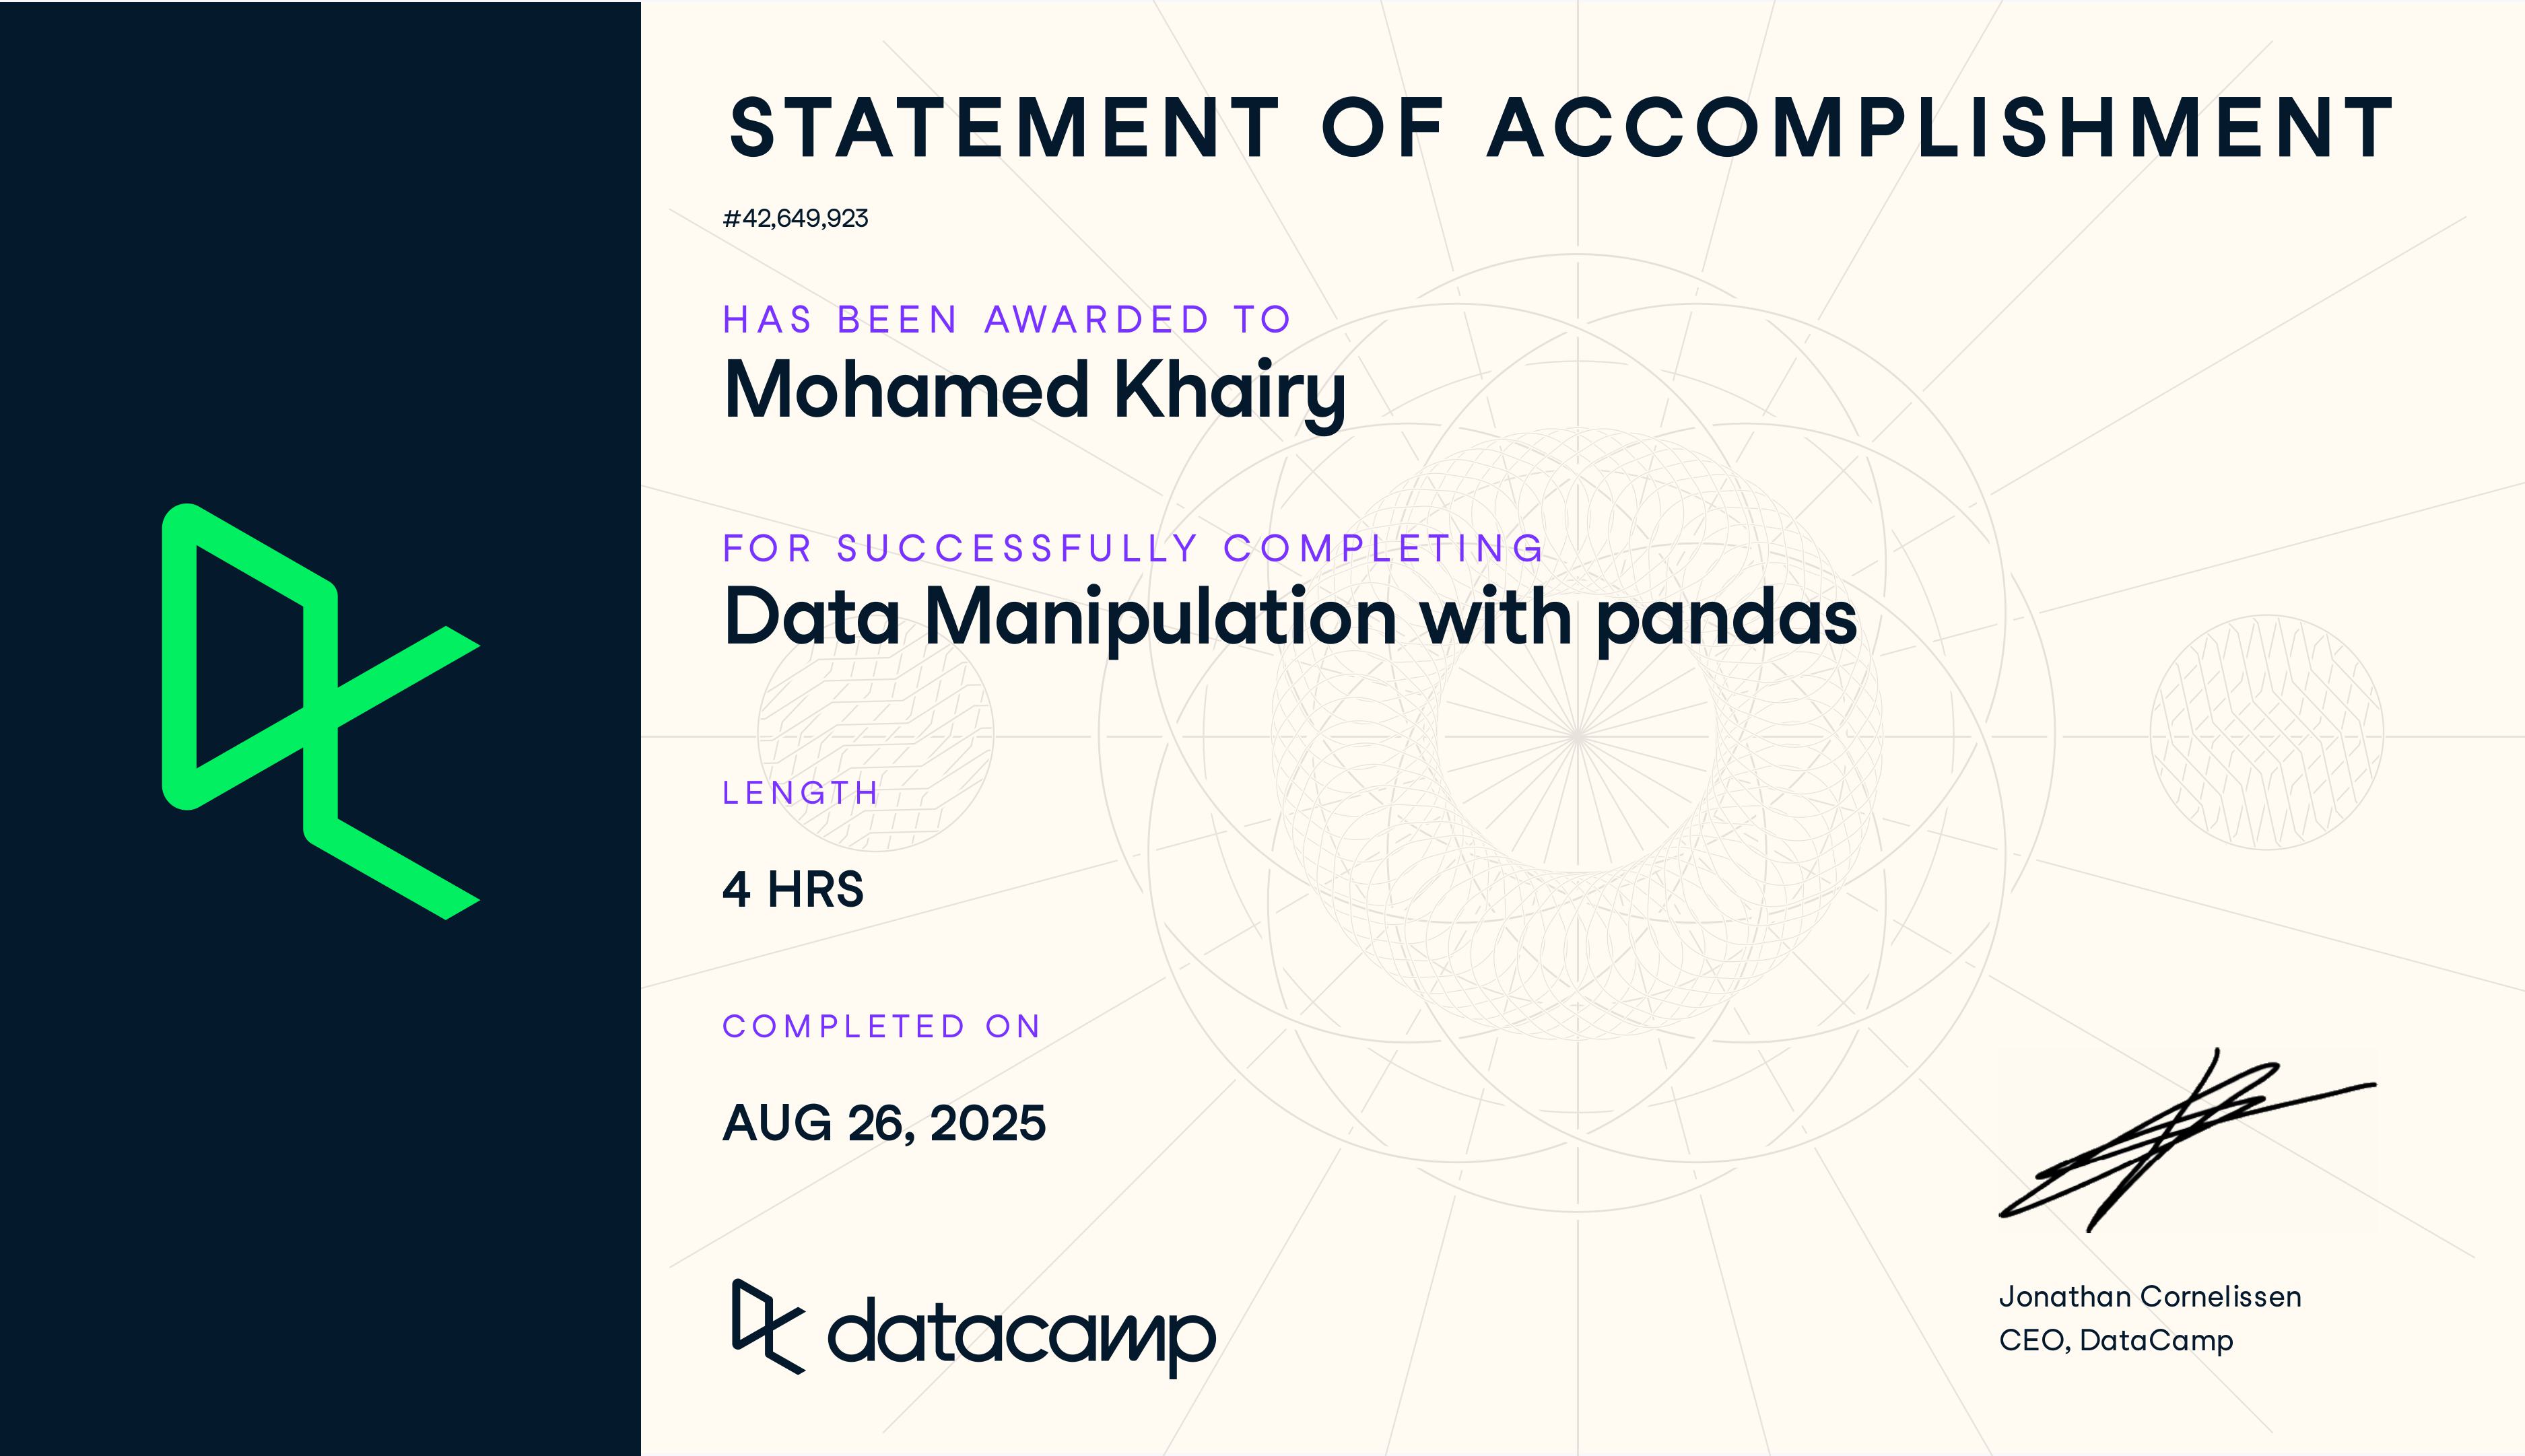 STATEMENT OF ACCOMPLISHMENT
#42,649,923
HAS BEEN AWARDED TO
Mohamed Khairy
FOR SUCCESSFULLY COMPLETING
Data Manipulation with pandas
LENGTH
4 HRS
COMPLETED ON
AUG 26, 2025
datacamp
Jonathan Cornelissen
CEO, DataCamp